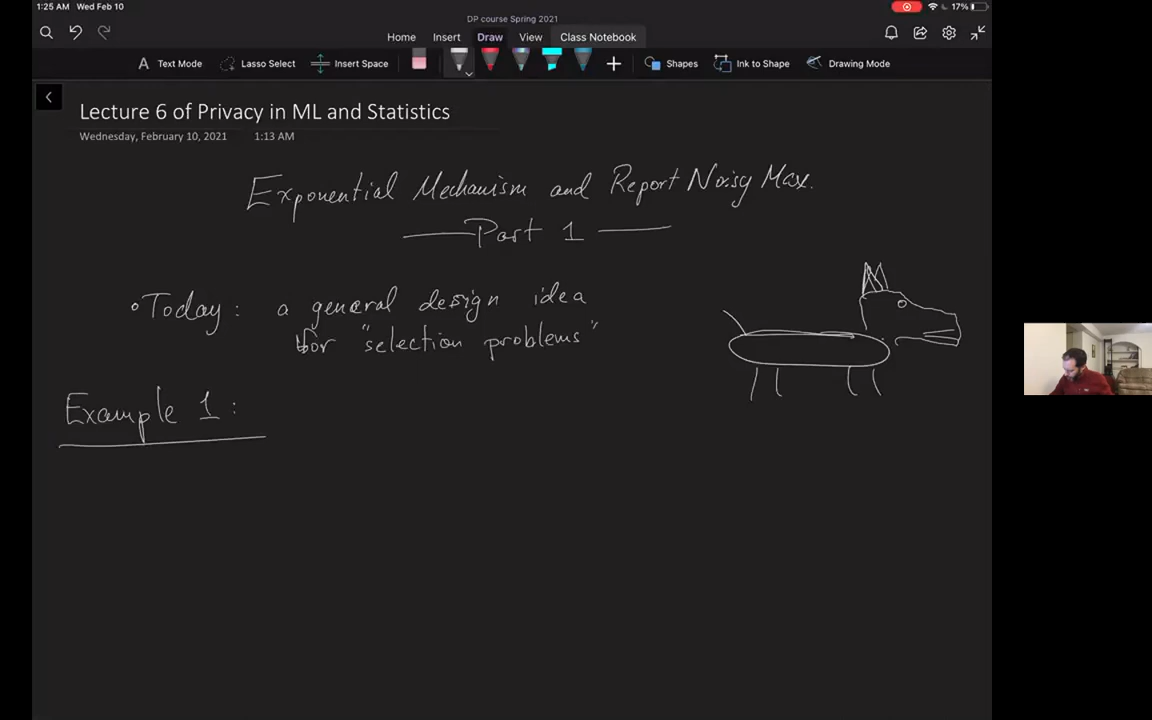 1:25 AM Wed Feb 10
17%
DP course Spring 2021
Home Insert Draw View Class Notebook
Text Mode Lasso Select Insert Space Shapes Ink to Shape Drawing Mode
Lecture 6 of Privacy in ML and Statistics
Wednesday, February 10, 2021 1:13 AM
Exponential Mechanism and Report Noisy Max.
Part 1
Today: a general design idea
for "selection problems"
Example 1: